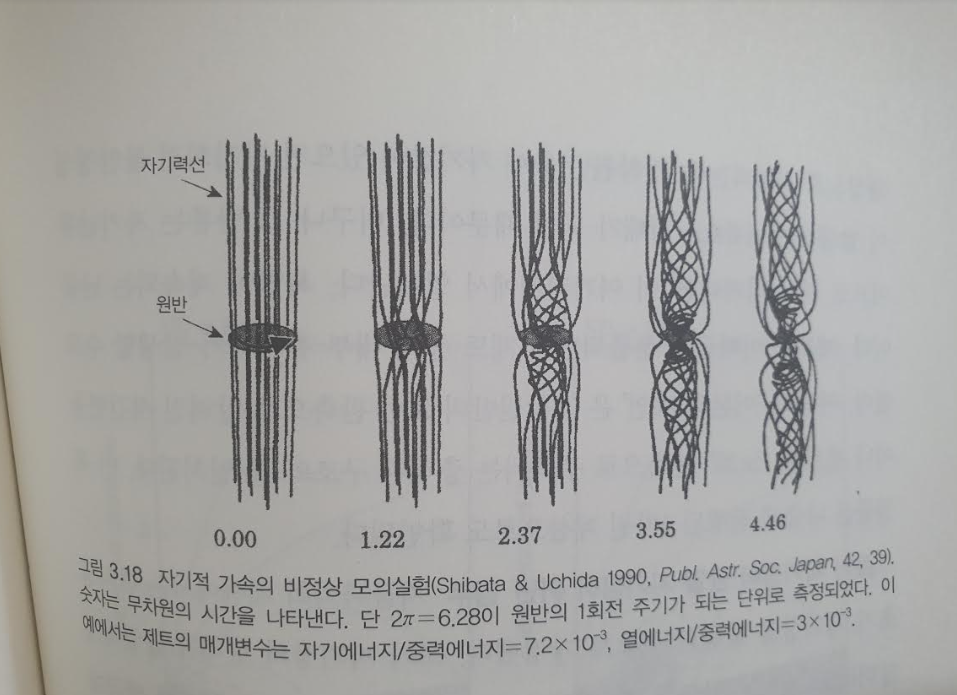 자기력선
원반
0.00
1.22
2.37
3.55
4.46
그림 3.18 자기적 가속의 비정상 모의실험(Shibata & Uchida 1990, Publ. Astr. Soc. Japan, 42, 39).
숫자는 무차원의 시간을 나타낸다. 단 2π=6.28이 원반의 1회전 주기가 되는 단위로 측정되었다. 이
예에서는 제트의 매개변수는 자기에너지/중력에너지=7.2×10⁻³, 열에너지/중력에너지=3×10⁻³.